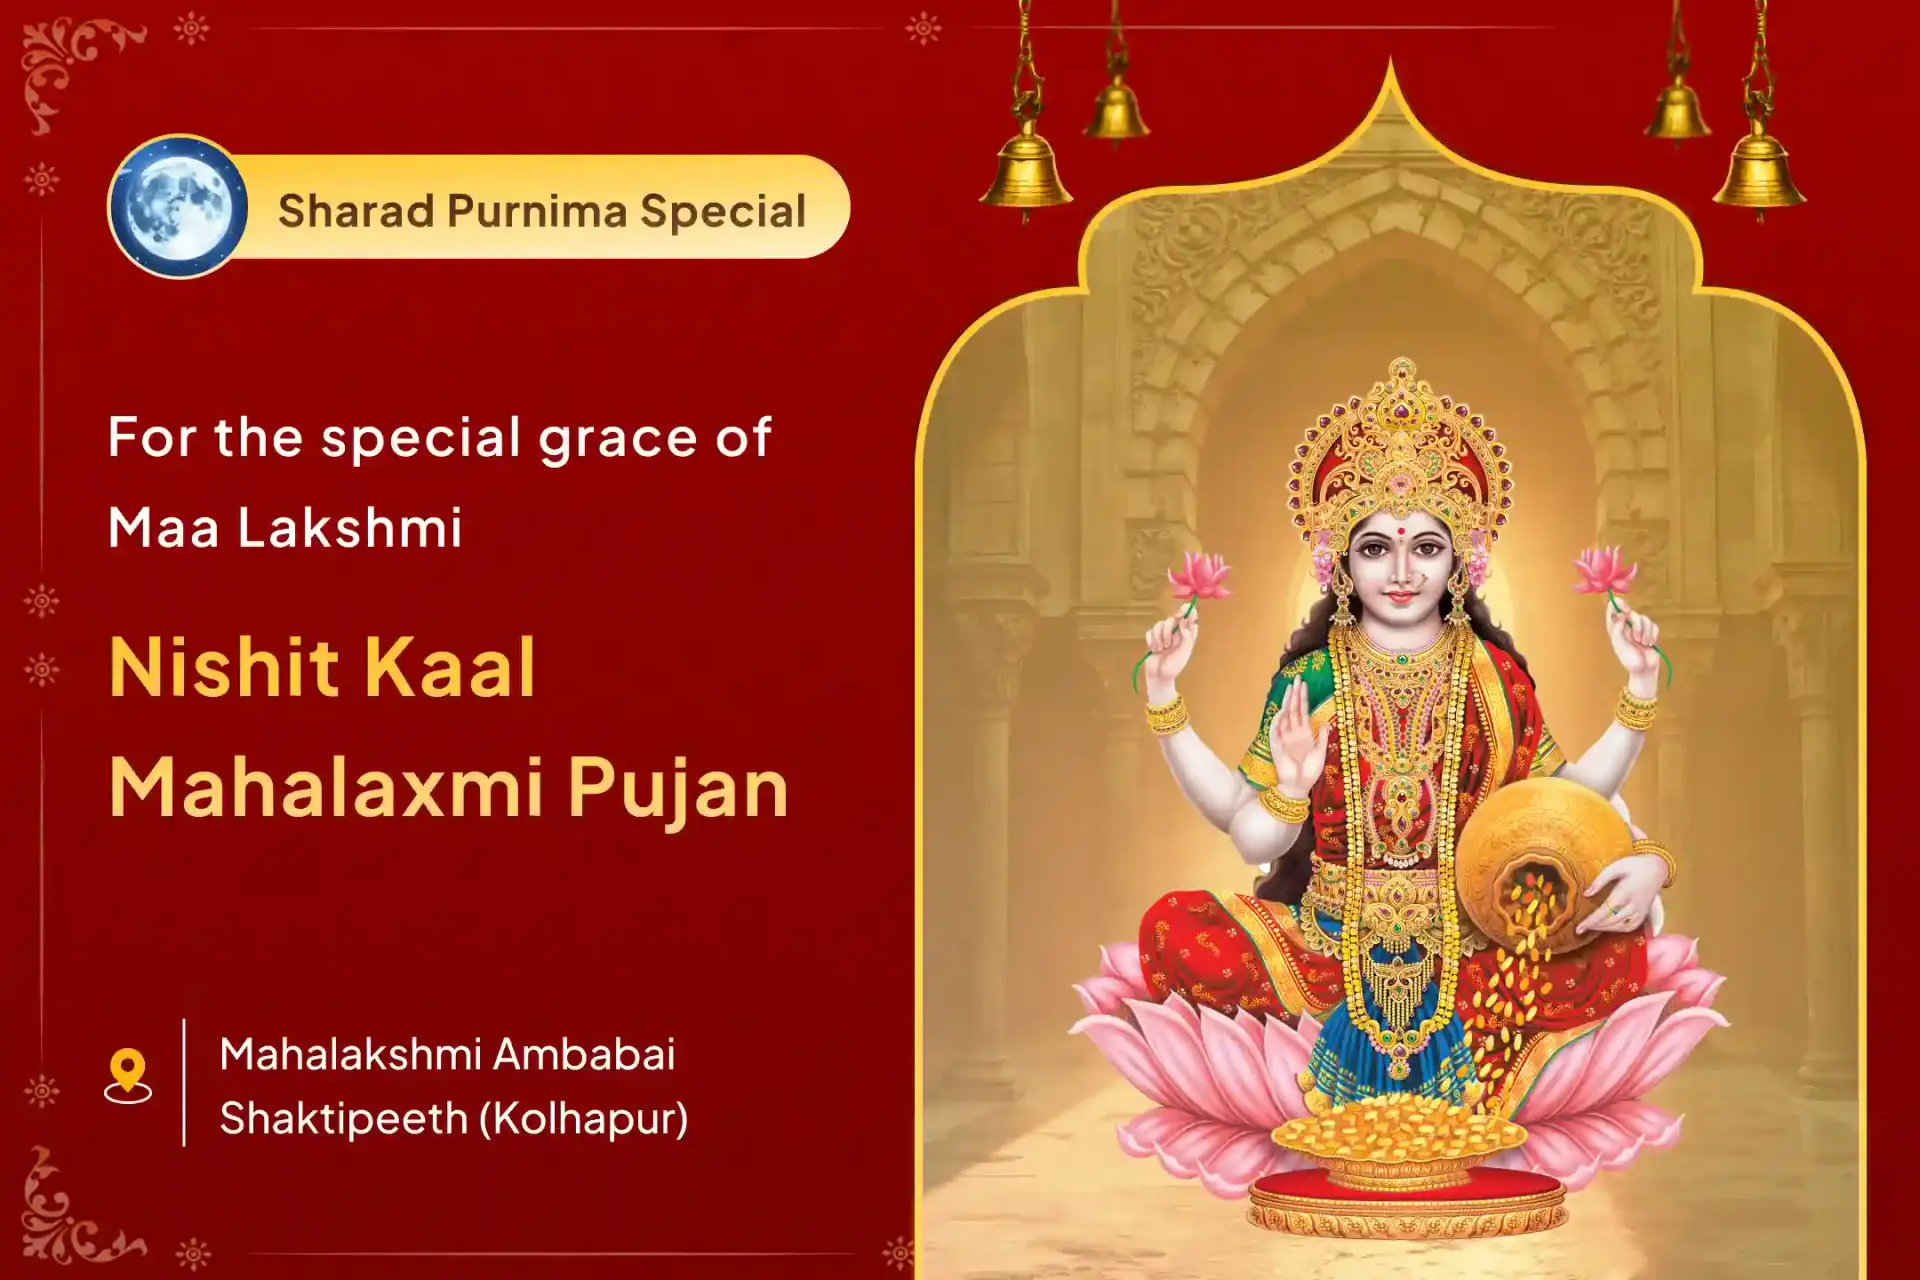 Sharad Purnima Special
For the special grace of
Maa Lakshmi
Nishit Kaal
Mahalaxmi Pujan
Mahalakshmi Ambabai
Shaktipeeth (Kolhapur)